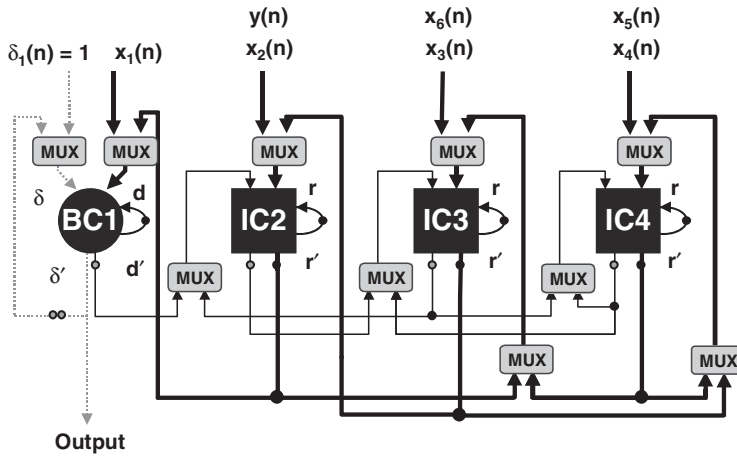 y(n) x₆(n) x₅(n)
δ₁(n) = 1 x₁(n) x₂(n) x₃(n) x₄(n)
MUX MUX MUX MUX MUX
δ d r r r
BC1 IC2 IC3 IC4
d′ r′ r′ r′
δ′ MUX MUX MUX
MUX MUX
Output